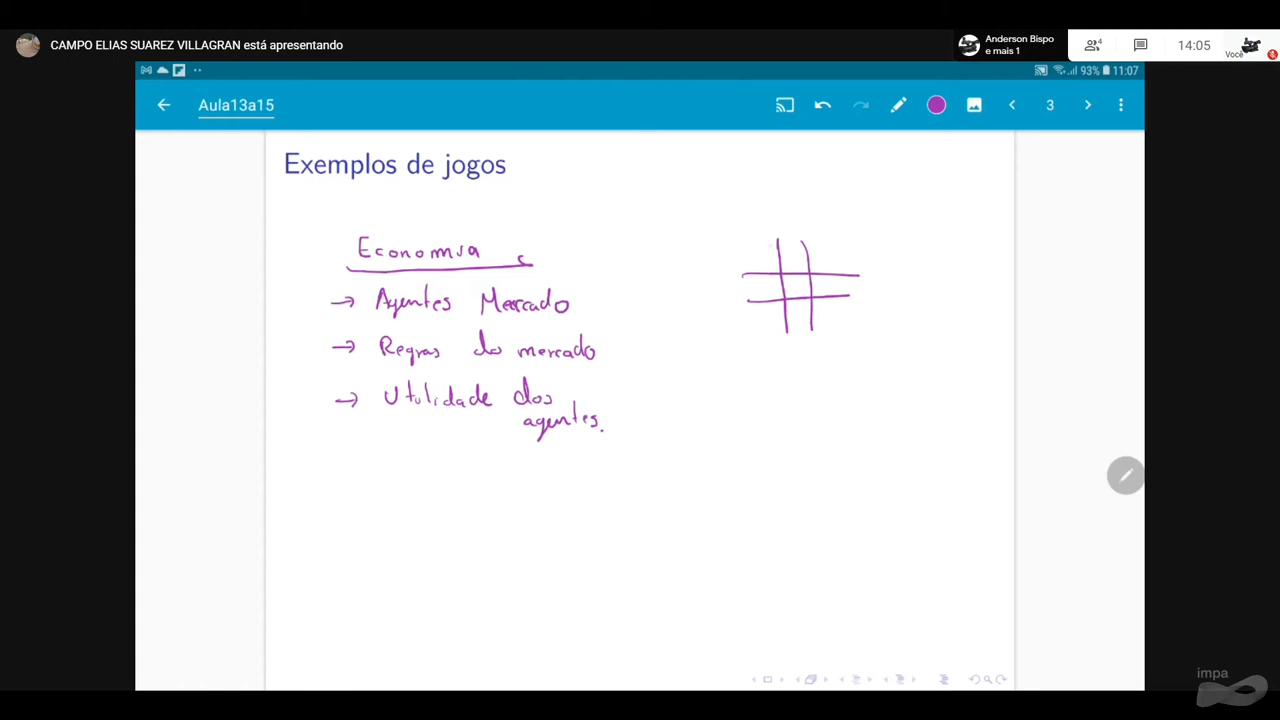 CAMPO ELIAS SUAREZ VILLAGRAN está apresentando
Anderson Bispo
e mais 1
4
14:05
Você
93% 11:07
Aula13a15
3
Exemplos de jogos
Economia
→ Agentes Mercado
→ Regras do mercado
→ Utilidade dos
agentes.
impa